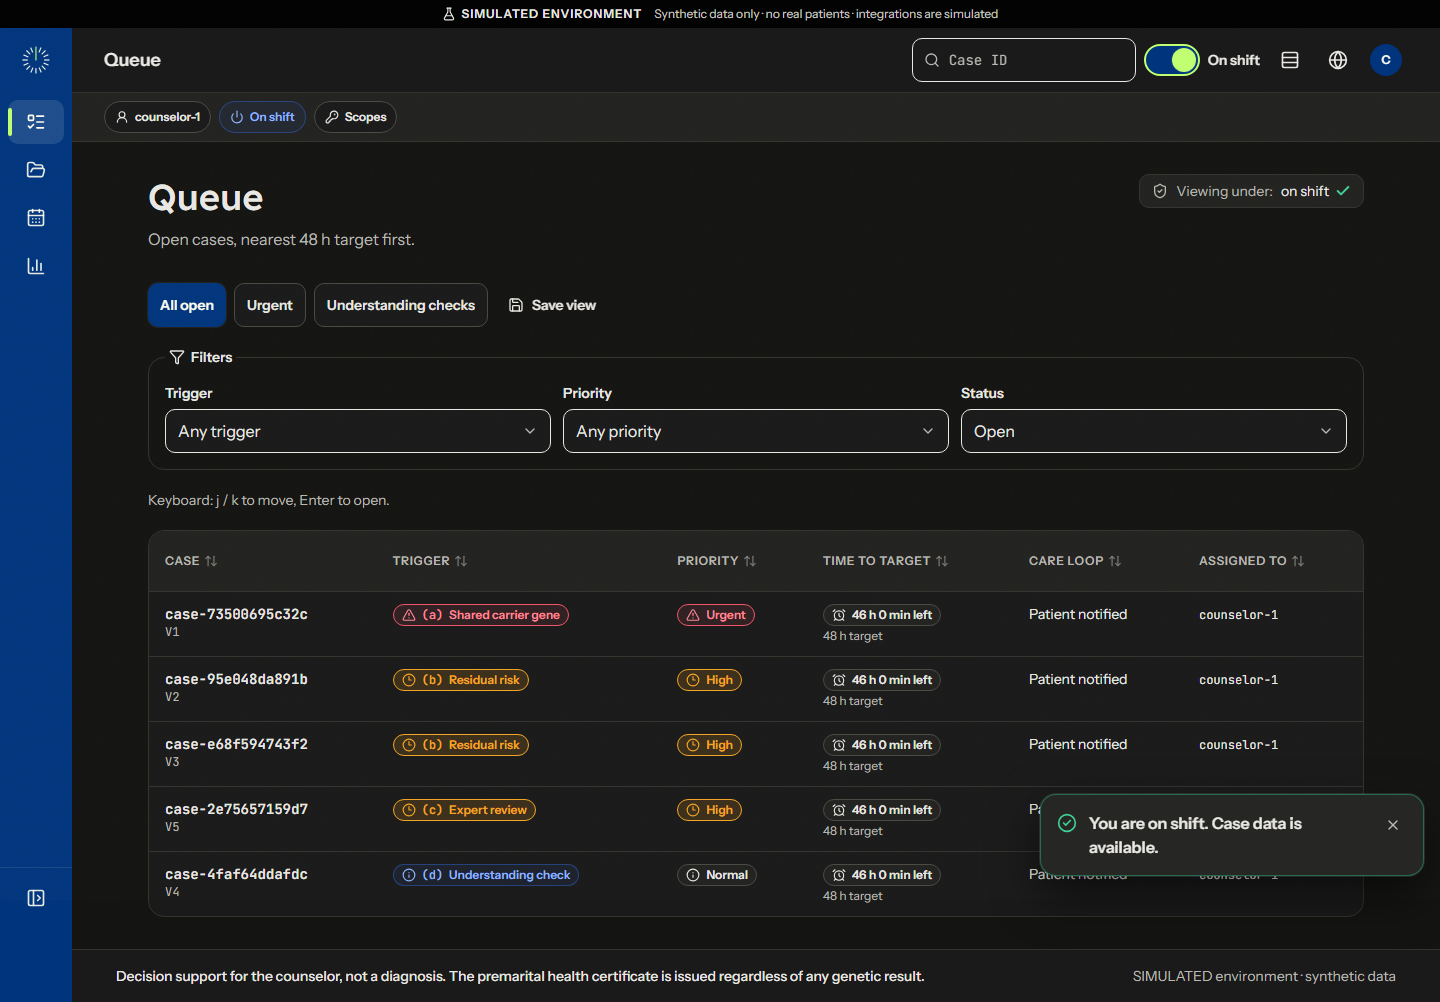 SIMULATED ENVIRONMENT Synthetic data only · no real patients · integrations are simulated
Queue
Case ID
On shift
C
counselor-1
On shift
Scopes
Queue
Viewing under: on shift
Open cases, nearest 48 h target first.
All open
Urgent
Understanding checks
Save view
Filters
Trigger
Priority
Status
Any trigger
Any priority
Open
Keyboard: j / k to move, Enter to open.
CASE TRIGGER PRIORITY TIME TO TARGET CARE LOOP ASSIGNED TO
case-73500695c32c (a) Shared carrier gene Urgent 46 h 0 min left Patient notified counselor-1
V1 48 h target
case-95e048da891b (b) Residual risk High 46 h 0 min left Patient notified counselor-1
V2 48 h target
case-e68f594743f2 (b) Residual risk High 46 h 0 min left Patient notified counselor-1
V3 48 h target
case-2e75657159d7 (c) Expert review High 46 h 0 min left
V5 48 h target
You are on shift. Case data is
available.
case-4faf64ddafdc (d) Understanding check Normal 46 h 0 min left Patient notified counselor-1
V4 48 h target
Decision support for the counselor, not a diagnosis. The premarital health certificate is issued regardless of any genetic result.
SIMULATED environment · synthetic data